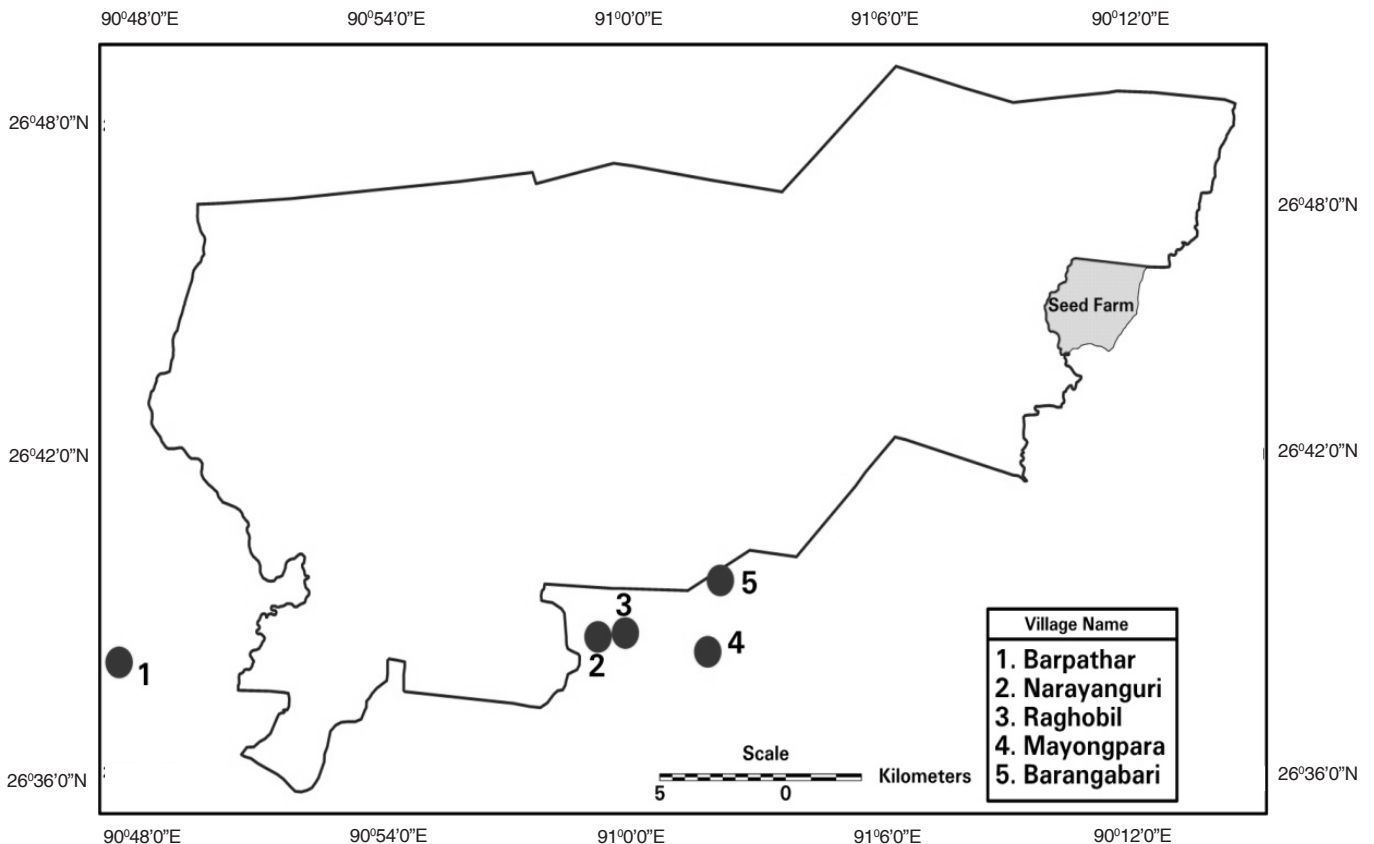 90⁰48'0"E 90⁰54'0"E 91⁰0'0"E 91⁰6'0"E 90⁰12'0"E
26⁰48'0"N
26⁰48'0"N
Seed Farm
26⁰42'0"N
26⁰42'0"N
5
3
4
2
1
Village Name
1. Barpathar
2. Narayanguri
3. Raghobil
4. Mayongpara
5. Barangabari
Scale
Kilometers
5 0
26⁰36'0"N
26⁰36'0"N
90⁰48'0"E 90⁰54'0"E 91⁰0'0"E 91⁰6'0"E 90⁰12'0"E